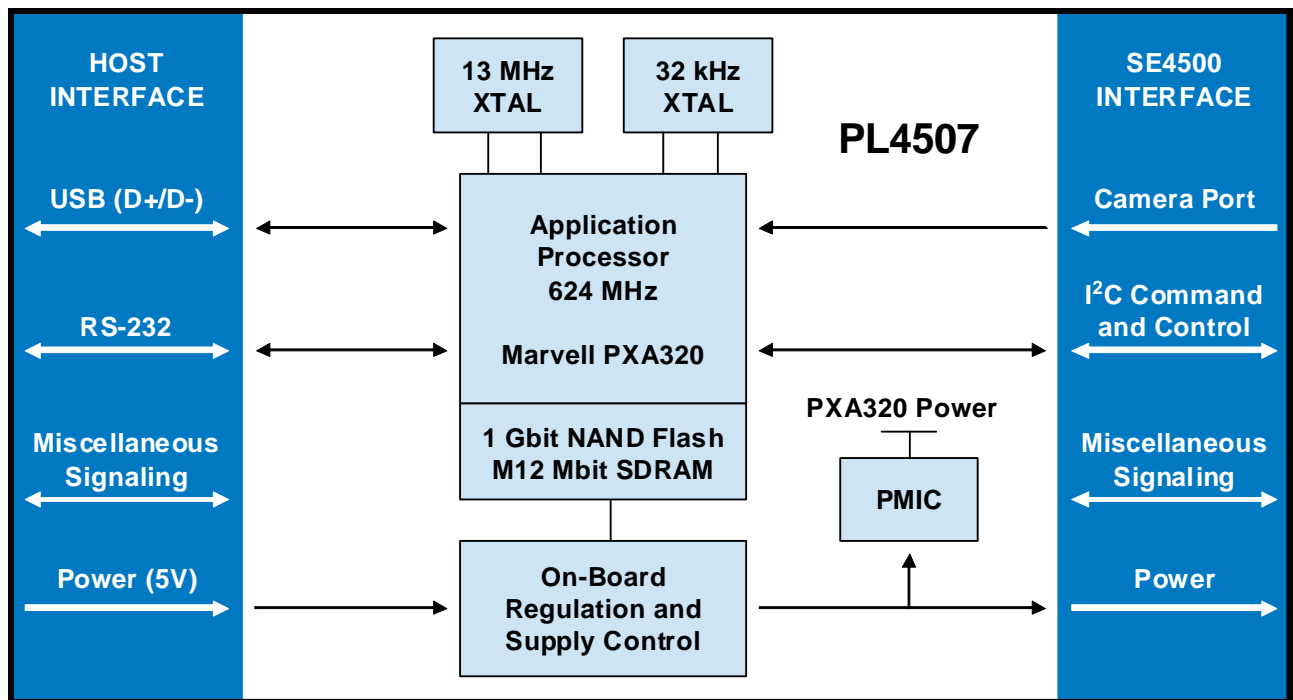 HOST
INTERFACE
USB (D+/D-)
RS-232
Miscellaneous
Signaling
Power (5V)
13 MHz
XTAL
32 kHz
XTAL
PL4507
Application
Processor
624 MHz
Marvell PXA320
1 Gbit NAND Flash
M12 Mbit SDRAM
On-Board
Regulation and
Supply Control
PXA320 Power
PMIC
SE4500
INTERFACE
Camera Port
I²C Command
and Control
Miscellaneous
Signaling
Power